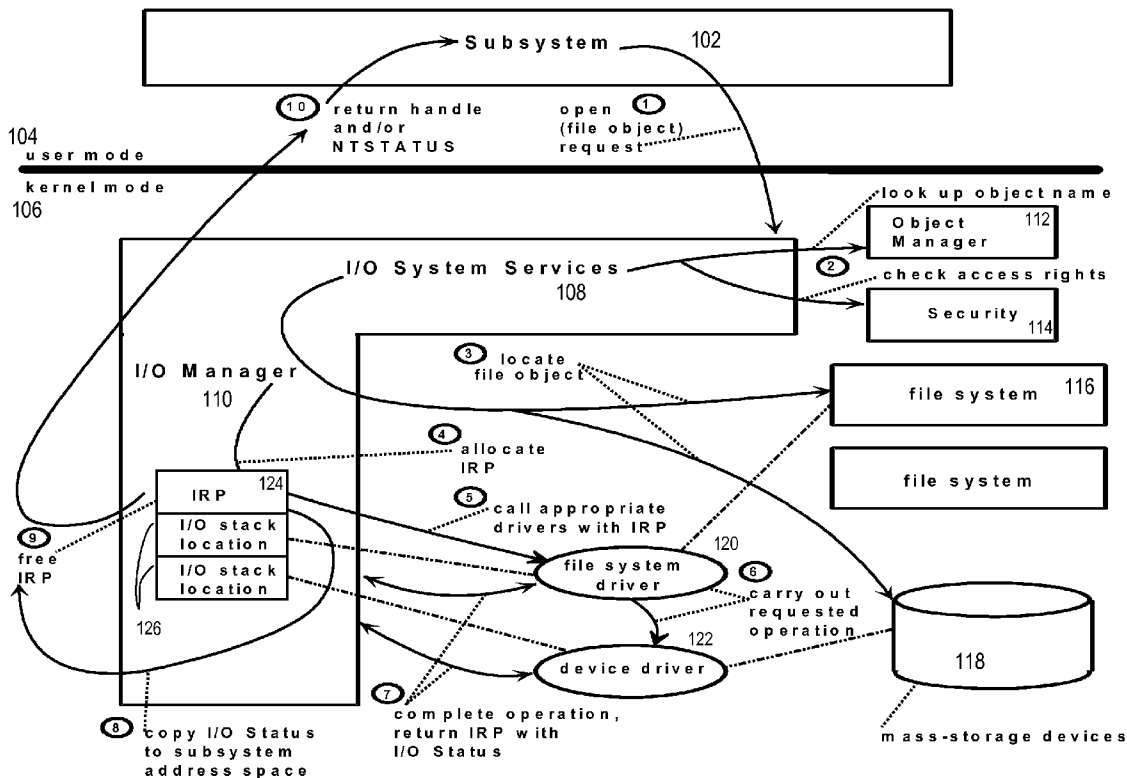 Subsystem 102
10 return handle
and/or
NTSTATUS
1
open
(file object)
request
104
user mode
kernel mode
106
look up object name
Object
Manager
112
2
check access rights
Security
114
I/O System Services
108
3 locate
file object
I/O Manager
110
file system 116
file system
4 allocate
IRP
IRP 124
I/O stack
location
I/O stack
location
126
5 call appropriate
drivers with IRP
9
free
IRP
120
file system
driver
6
carry out
requested
operation
122
device driver
118
7
complete operation,
return IRP with
I/O Status
8 copy I/O Status
to subsystem
address space
mass-storage devices